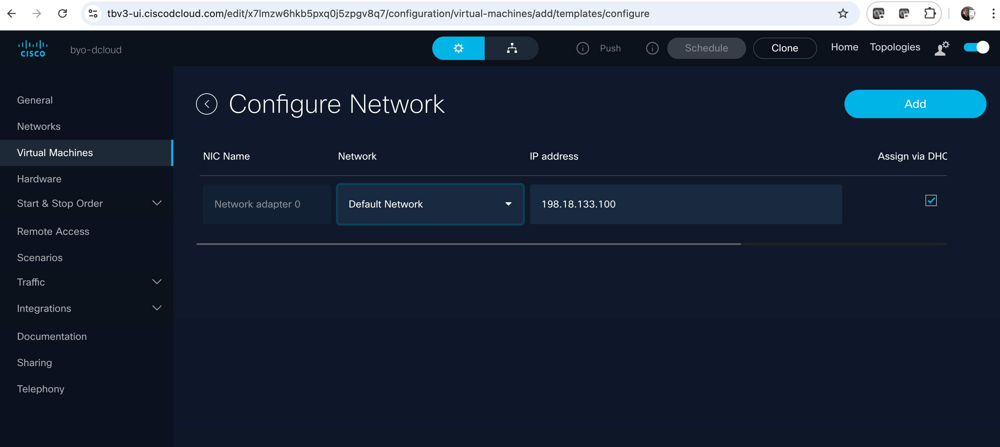 tbv3-ui.ciscodcloud.com/edit/x7lmzw6hkb5pxq0j5zpgv8q7/configuration/virtual-machines/add/templates/configure
CISCO
byo-dcloud
Push
Schedule
Clone
Home
Topologies
General
Networks
Virtual Machines
Hardware
Start & Stop Order
Remote Access
Scenarios
Traffic
Integrations
Documentation
Sharing
Telephony
Configure Network
Add
NIC Name
Network
IP address
Assign via DHC
Network adapter 0
Default Network
198.18.133.100